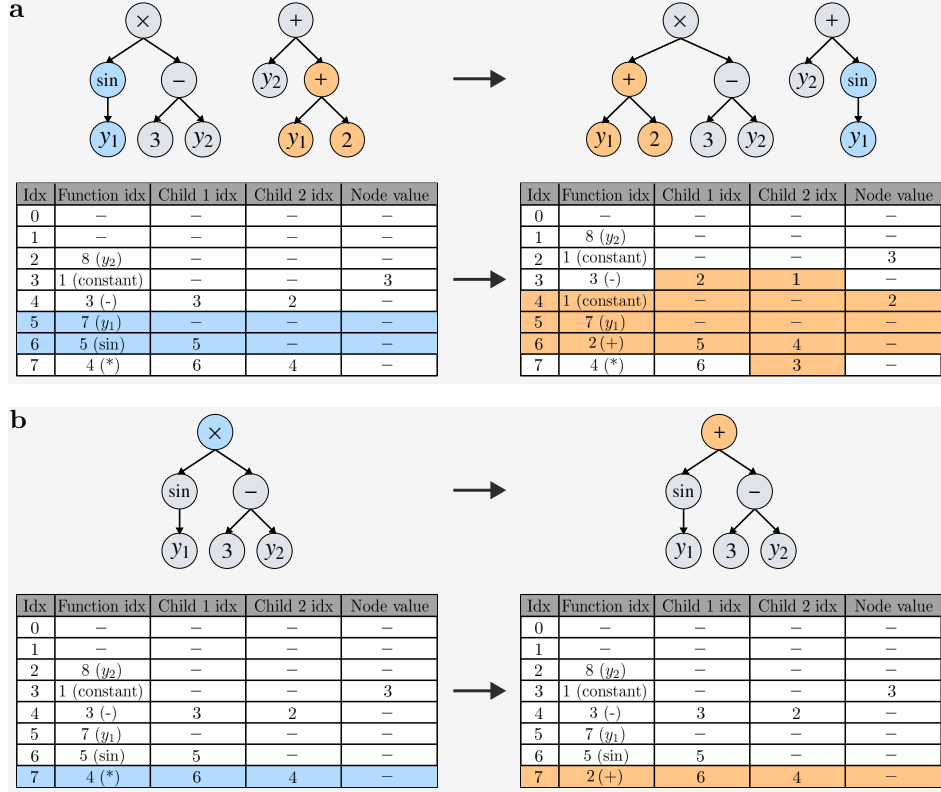 a
× + × +
sin − y₂ + + − y₂ sin
y₁ 3 y₂ y₁ 2 y₁ 2 3 y₂ y₁
Idx Function idx Child 1 idx Child 2 idx Node value
0 − − − −
1 − − − −
2 8 (y₂) − − −
3 1 (constant) − − 3
4 3 (-) 3 2 −
5 7 (y₁) − − −
6 5 (sin) 5 − −
7 4 (*) 6 4 −
Idx Function idx Child 1 idx Child 2 idx Node value
0 − − − −
1 8 (y₂) − − −
2 1 (constant) − − 3
3 3 (-) 2 1 −
4 1 (constant) − − 2
5 7 (y₁) − − −
6 2 (+) 5 4 −
7 4 (*) 6 3 −
b
× +
sin − sin −
y₁ 3 y₂ y₁ 3 y₂
Idx Function idx Child 1 idx Child 2 idx Node value
0 − − − −
1 − − − −
2 8 (y₂) − − −
3 1 (constant) − − 3
4 3 (-) 3 2 −
5 7 (y₁) − − −
6 5 (sin) 5 − −
7 4 (*) 6 4 −
Idx Function idx Child 1 idx Child 2 idx Node value
0 − − − −
1 − − − −
2 8 (y₂) − − −
3 1 (constant) − − 3
4 3 (-) 3 2 −
5 7 (y₁) − − −
6 5 (sin) 5 − −
7 2 (+) 6 4 −